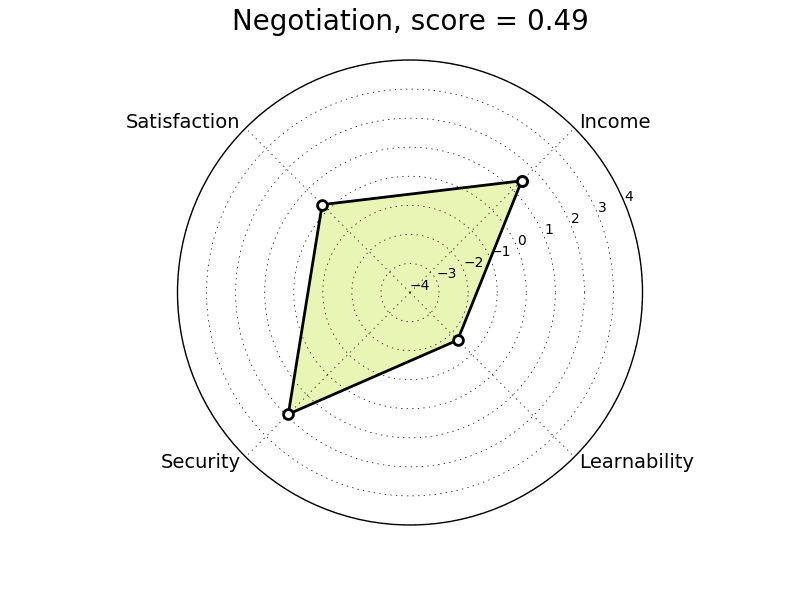 Negotiation, score = 0.49
Satisfaction
Income
4
3
2
1
0
−1
−2
−3
−4
Security
Learnability